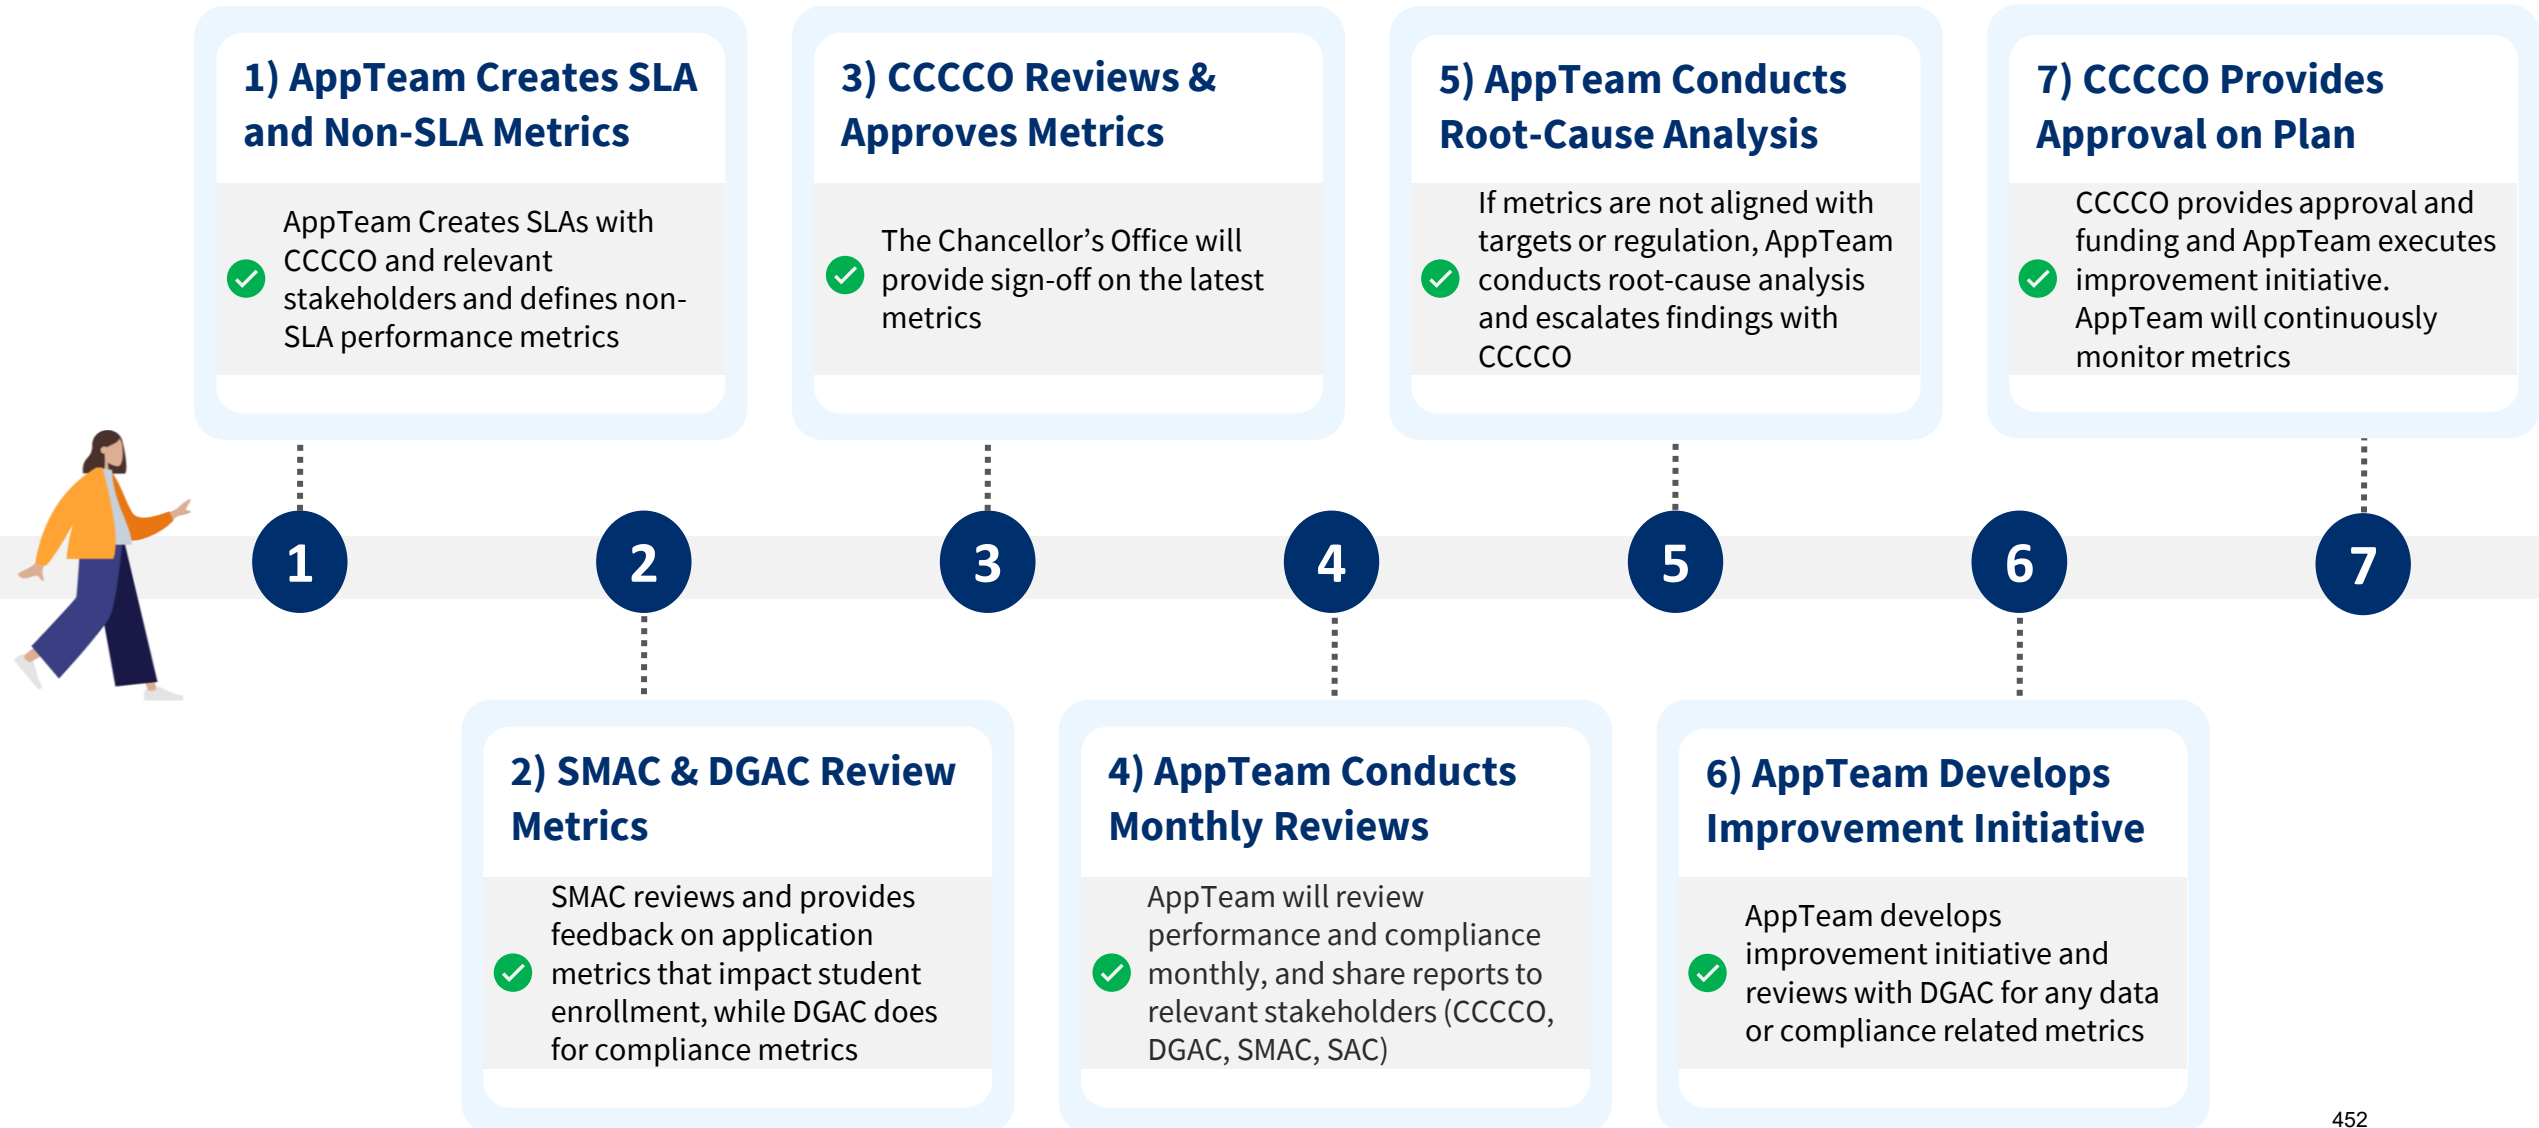 1) AppTeam Creates SLA
and Non-SLA Metrics
AppTeam Creates SLAs with
CCCCO and relevant
stakeholders and defines non-
SLA performance metrics
3) CCCCO Reviews &
Approves Metrics
The Chancellor’s Office will
provide sign-off on the latest
metrics
5) AppTeam Conducts
Root-Cause Analysis
If metrics are not aligned with
targets or regulation, AppTeam
conducts root-cause analysis
and escalates findings with
CCCCO
7) CCCCO Provides
Approval on Plan
CCCCO provides approval and
funding and AppTeam executes
improvement initiative.
AppTeam will continuously
monitor metrics
1
2
3
4
5
6
7
2) SMAC & DGAC Review
Metrics
SMAC reviews and provides
feedback on application
metrics that impact student
enrollment, while DGAC does
for compliance metrics
4) AppTeam Conducts
Monthly Reviews
AppTeam will review
performance and compliance
monthly, and share reports to
relevant stakeholders (CCCCO,
DGAC, SMAC, SAC)
6) AppTeam Develops
Improvement Initiative
AppTeam develops
improvement initiative and
reviews with DGAC for any data
or compliance related metrics
452